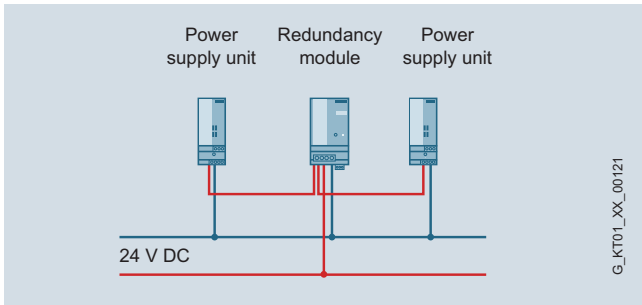 Power
supply unit
Redundancy
module
Power
supply unit
24 V DC
G_KT01_XX_00121